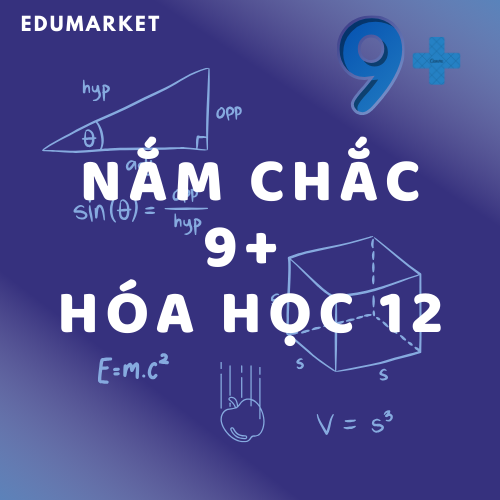 EDUMARKET
9+
hyp
opp
θ
NẮM CHẮC
sin(θ) = opp
hyp
9+
HÓA HỌC 12
s
s
E=m.c²
V = s³